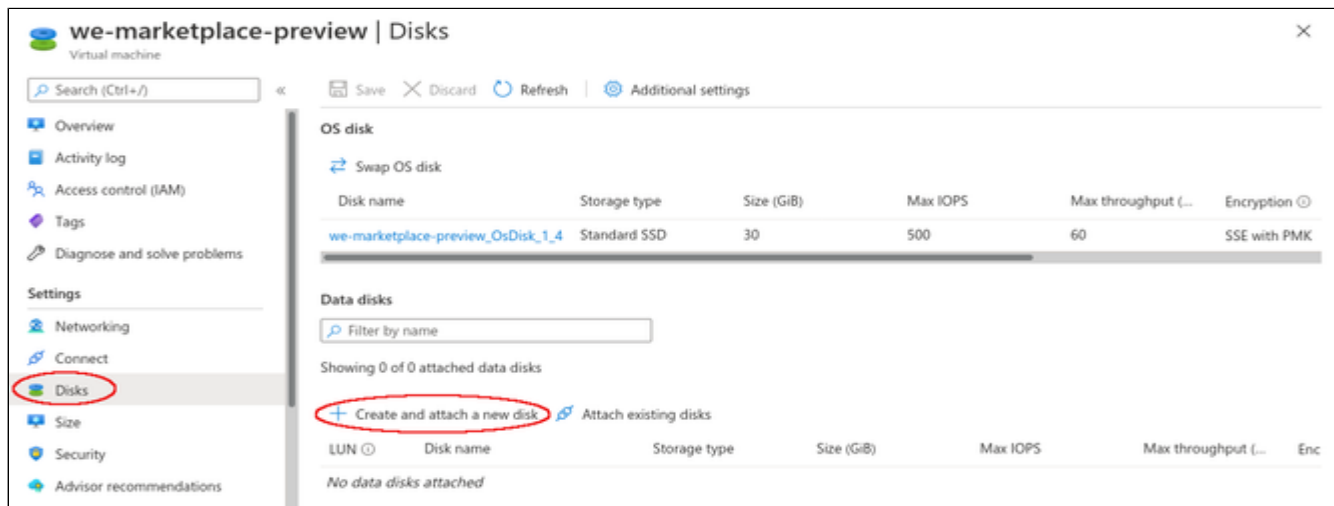 we-marketplace-preview | Disks
Virtual machine
Search (Ctrl+/)
«
Overview
Activity log
Access control (IAM)
Tags
Diagnose and solve problems
Settings
Networking
Connect
Disks
Size
Security
Advisor recommendations
Save Discard Refresh Additional settings
OS disk
Swap OS disk
Disk name Storage type Size (GiB) Max IOPS Max throughput (... Encryption
we-marketplace-preview_OsDisk_1_4 Standard SSD 30 500 60 SSE with PMK
Data disks
Filter by name
Showing 0 of 0 attached data disks
+ Create and attach a new disk Attach existing disks
LUN Disk name Storage type Size (GiB) Max IOPS Max throughput (... Enc
No data disks attached